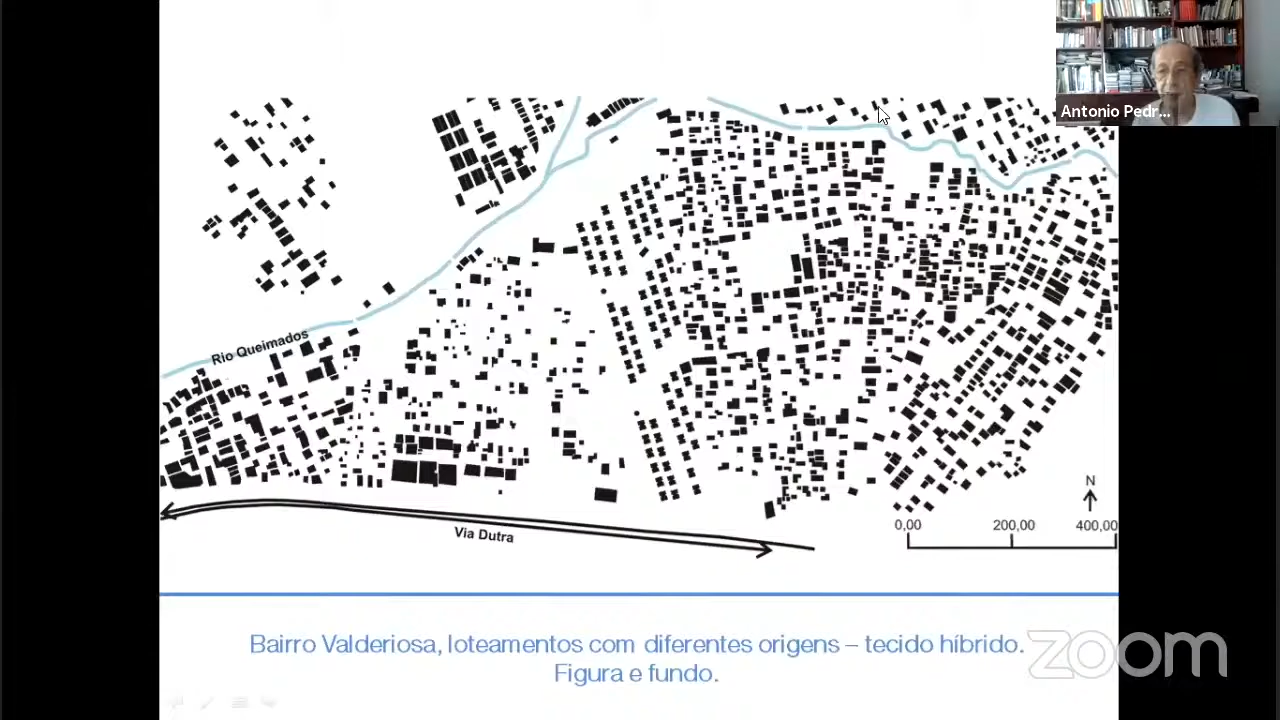 Antonio Pedr...
Rio Queimados
Via Dutra
N
0,00 200,00 400,00
Bairro Valderiosa, loteamentos com diferentes origens – tecido híbrido.
Figura e fundo.
zoom